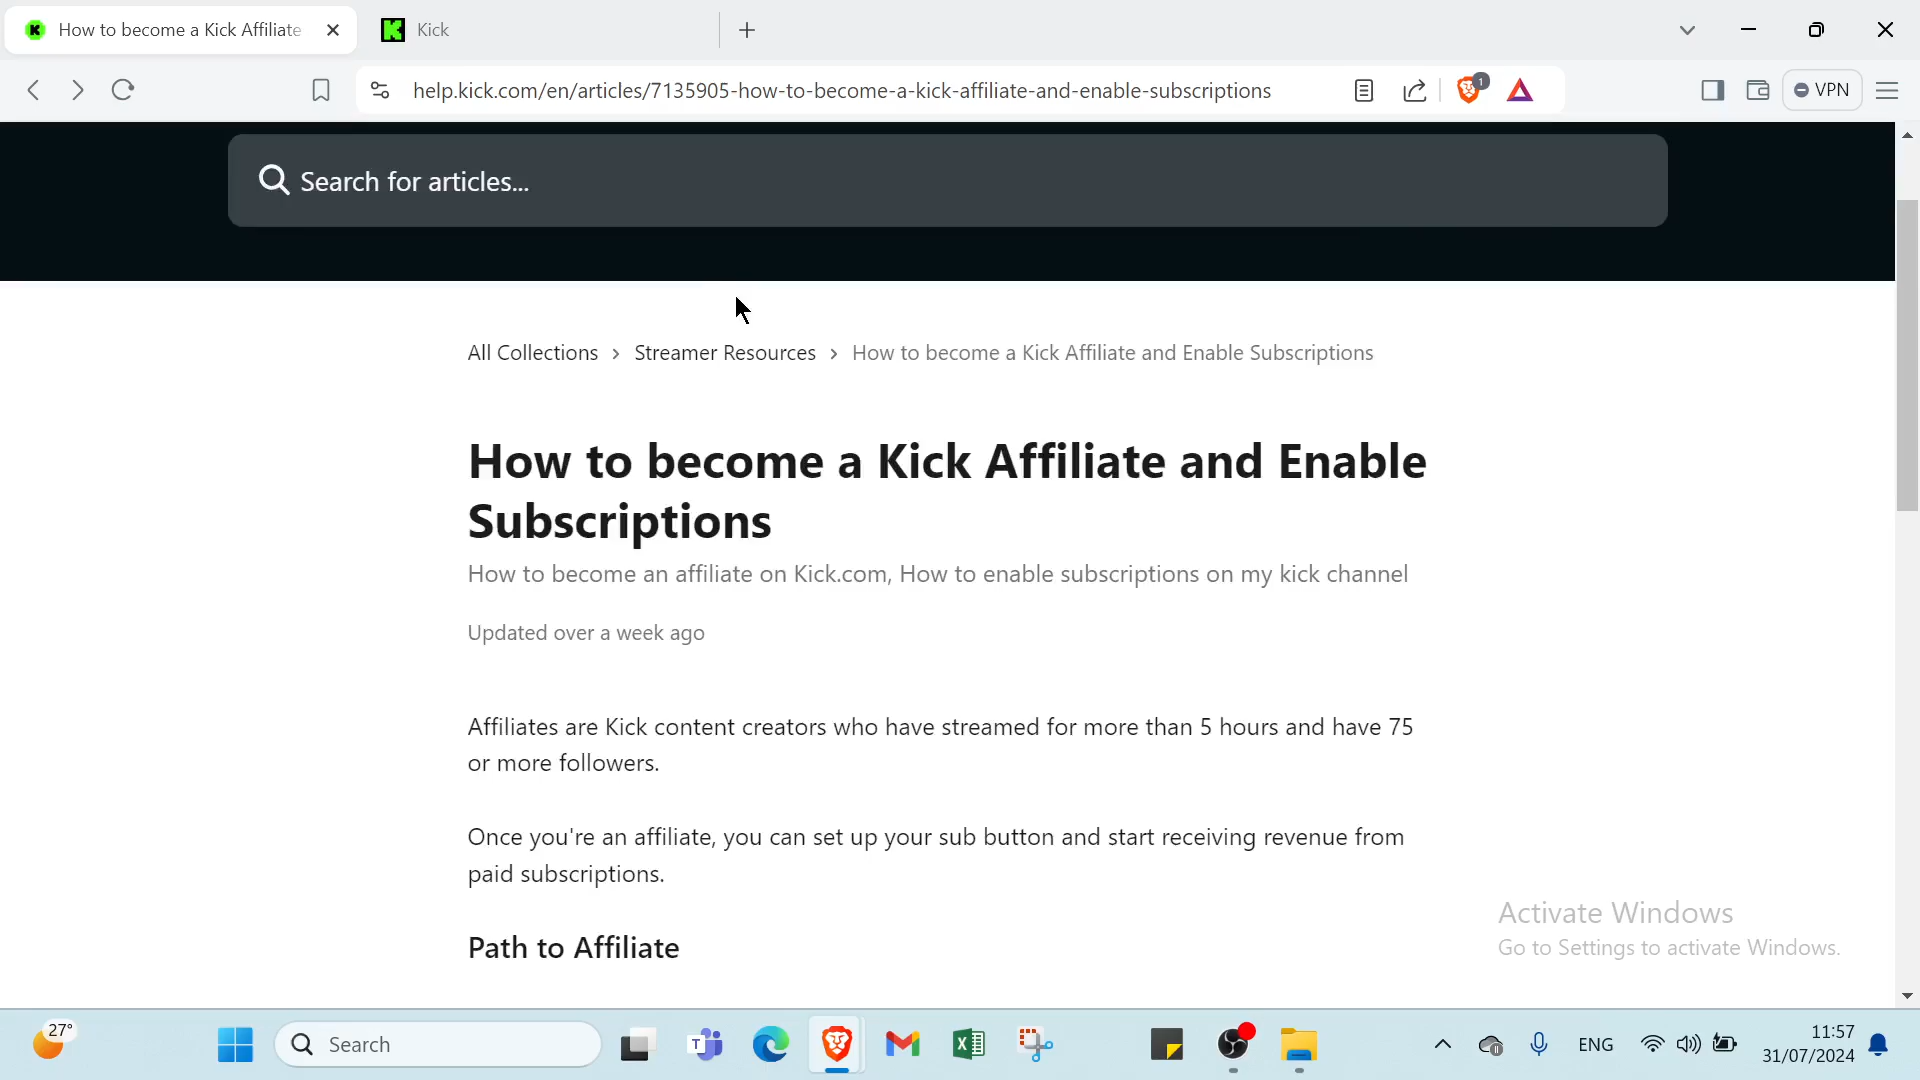 How to become a Kick Affiliate
Kick
help.kick.com/en/articles/7135905-how-to-become-a-kick-affiliate-and-enable-subscriptions
1
VPN
Search for articles...
All Collections > Streamer Resources > How to become a Kick Affiliate and Enable Subscriptions
How to become a Kick Affiliate and Enable
Subscriptions
How to become an affiliate on Kick.com, How to enable subscriptions on my kick channel
Updated over a week ago
Affiliates are Kick content creators who have streamed for more than 5 hours and have 75
or more followers.
Once you're an affiliate, you can set up your sub button and start receiving revenue from
paid subscriptions.
Path to Affiliate
Activate Windows
Go to Settings to activate Windows.
27°
Search
ENG
11:57
31/07/2024